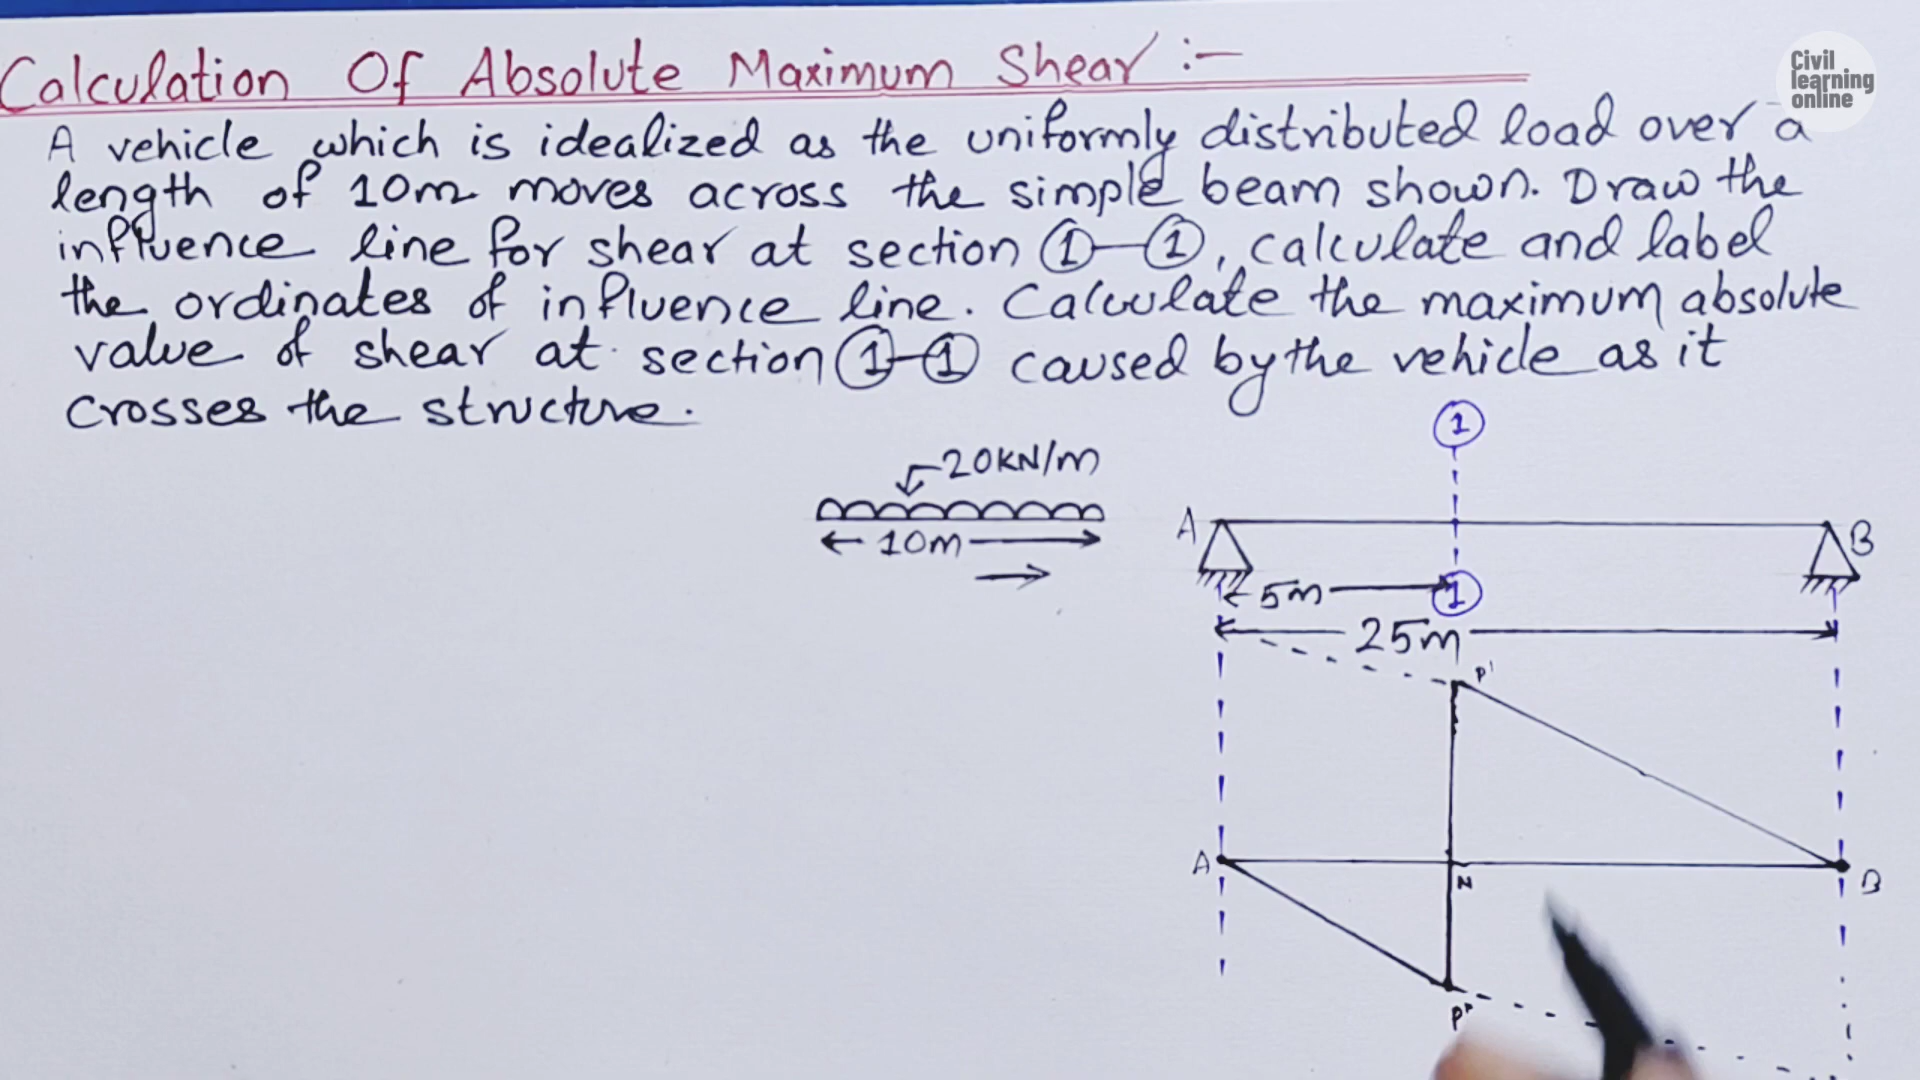 Calculation Of Absolute Maximum Shear :-
Civil
learning
online
A vehicle which is idealized as the uniformly distributed load over a
length of 10m moves across the simple beam shown. Draw the
influence line for shear at section ①—①, calculate and label
the ordinates of influence line. Calculate the maximum absolute
value of shear at section ①—① caused by the vehicle as it
crosses the structure.
①
20KN/m
A
B
10m
5m
①
25m
P'
A
N
B
P"